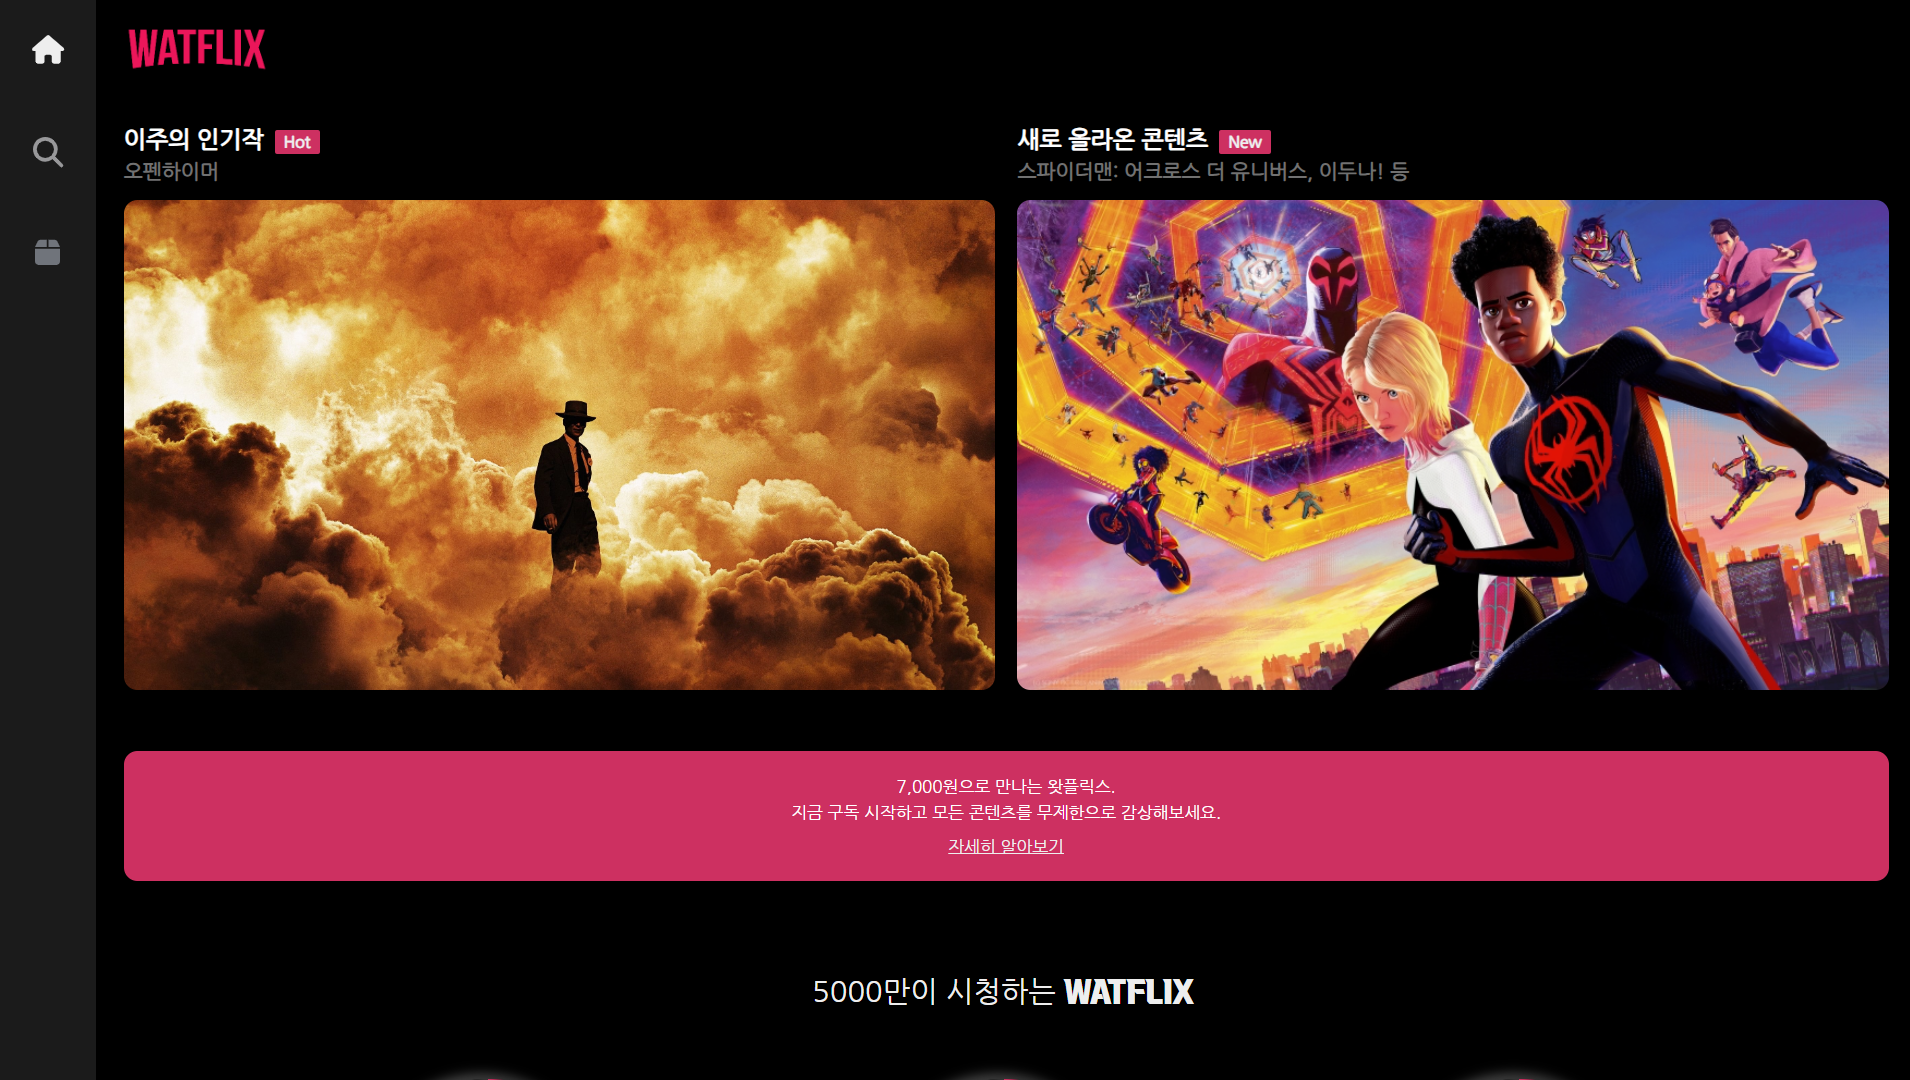 WATFLIX
이주의 인기작 Hot
오펜하이머
새로 올라온 콘텐츠 New
스파이더맨: 어크로스 더 유니버스, 이두나! 등
7,000원으로 만나는 왓플릭스.
지금 구독 시작하고 모든 콘텐츠를 무제한으로 감상해보세요.
자세히 알아보기
5000만이 시청하는 WATFLIX